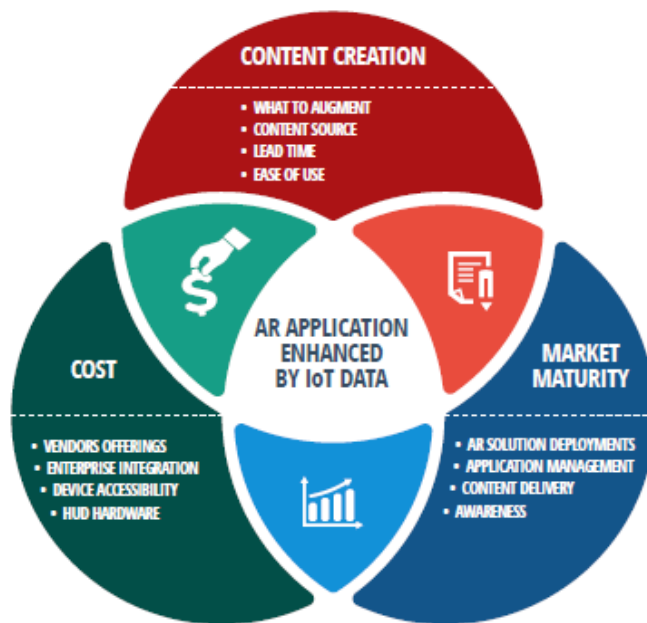 CONTENT CREATION
• WHAT TO AUGMENT
• CONTENT SOURCE
• LEAD TIME
• EASE OF USE
AR APPLICATION
ENHANCED
BY IoT DATA
COST
• VENDORS OFFERINGS
• ENTERPRISE INTEGRATION
• DEVICE ACCESSIBILITY
• HUD HARDWARE
MARKET
MATURITY
• AR SOLUTION DEPLOYMENTS
• APPLICATION MANAGEMENT
• CONTENT DELIVERY
• AWARENESS